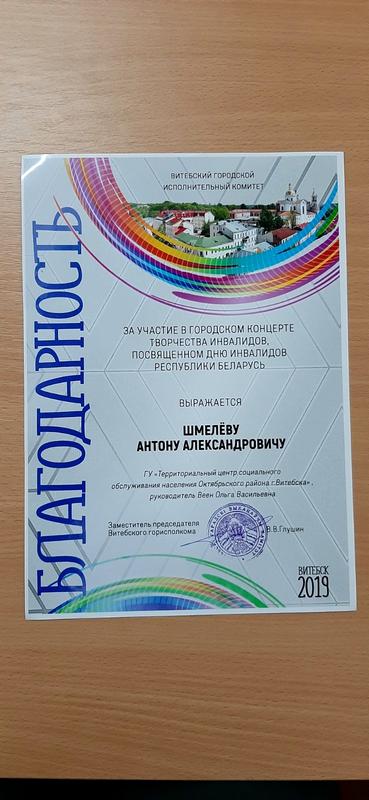 БЛАГОДАРНОСТЬ
ВИТЕБСКИЙ ГОРОДСКОЙ
ИСПОЛНИТЕЛЬНЫЙ КОМИТЕТ
ЗА УЧАСТИЕ В ГОРОДСКОМ КОНЦЕРТЕ
ТВОРЧЕСТВА ИНВАЛИДОВ,
ПОСВЯЩЕННОМ ДНЮ ИНВАЛИДОВ
РЕСПУБЛИКИ БЕЛАРУСЬ
ВЫРАЖАЕТСЯ
ШМЕЛЁВУ
АНТОНУ АЛЕКСАНДРОВИЧУ
ГУ «Территориальный центр социального
обслуживания населения Октябрьского района г.Витебска» ,
руководитель Веен Ольга Васильевна
Заместитель председателя
Витебского горисполкома
В.В.Глушин
ВИТЕБСК
2019